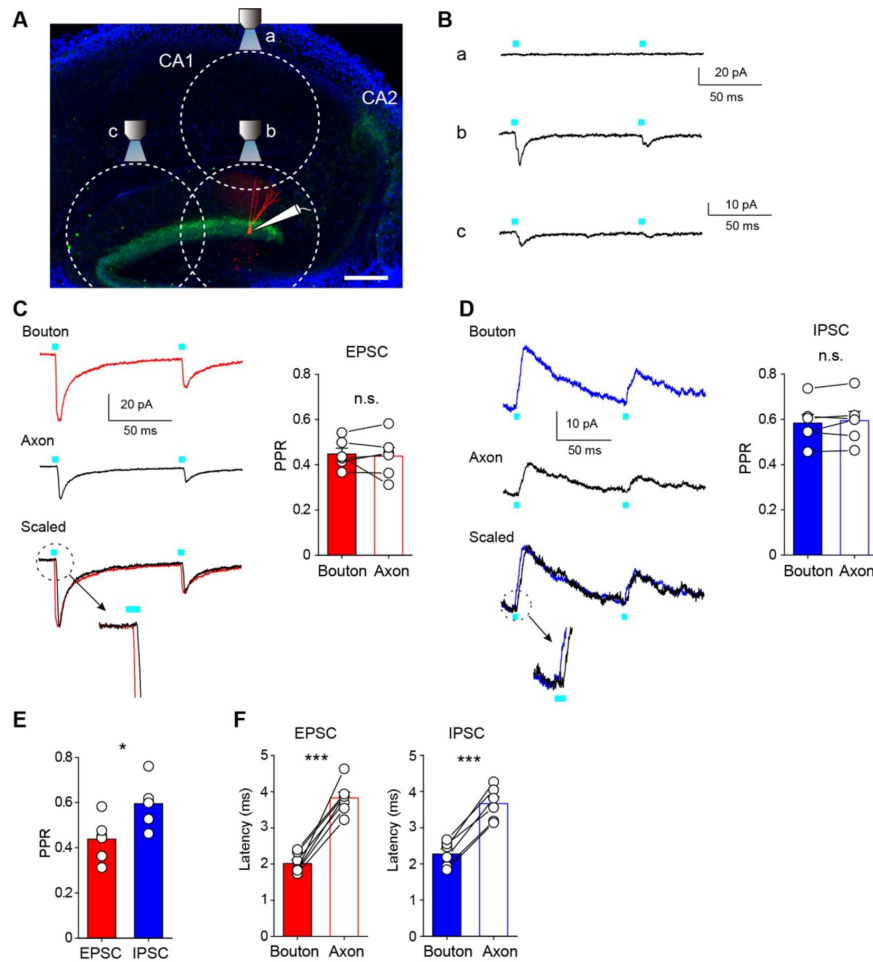 A
CA1
a
CA2
c
b
B
a
20 pA
50 ms
b
10 pA
50 ms
c
C
Bouton
20 pA
50 ms
Axon
Scaled
EPSC
n.s.
0.8
0.6
0.4
0.2
0
PPR
Bouton Axon
D
Bouton
10 pA
50 ms
Axon
Scaled
IPSC
n.s.
0.8
0.6
0.4
0.2
0
PPR
Bouton Axon
E
*
0.8
0.6
0.4
0.2
0
PPR
EPSC IPSC
F
EPSC
***
5
4
3
2
1
0
Latency (ms)
Bouton Axon
IPSC
***
5
4
3
2
1
0
Latency (ms)
Bouton Axon